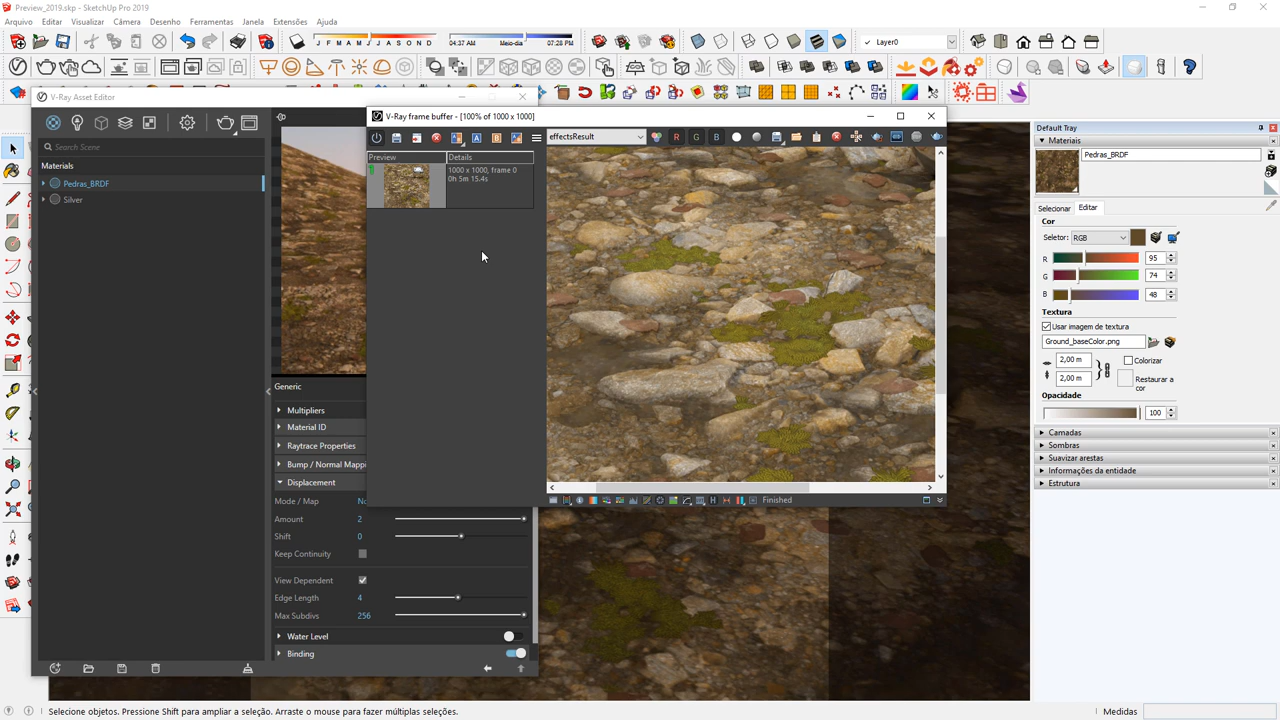 Preview_2019.skp - SketchUp Pro 2019
Arquivo Editar Visualizar Câmera Desenho Ferramentas Janela Extensões Ajuda
J F M A M J J A S O N D
04:37 AM Meio-dia 07:28 PM
Layer0
V-Ray Asset Editor
Search Scene
Materials
Pedras_BRDF
Silver
Generic
Multipliers
Material ID
Raytrace Properties
Bump / Normal Mappi
Displacement
Mode / Map
Amount 2
Shift 0
Keep Continuity
View Dependent
Edge Length 4
Max Subdivs 256
Water Level
Binding
V-Ray frame buffer - [100% of 1000 x 1000]
effectsResult
R G B
Preview Details
1000 x 1000, frame 0
0h 5m 15.4s
Finished
Default Tray
Materiais
Pedras_BRDF
Selecionar Editar
Cor
Seletor: RGB
R 95
G 74
B 48
Textura
Usar imagem de textura
Ground_baseColor.png
2,00 m
Colorizar
2,00 m
Restaurar a
cor
Opacidade
100
Camadas
Sombras
Suavizar arestas
Informações da entidade
Estrutura
Selecione objetos. Pressione Shift para ampliar a seleção. Arraste o mouse para fazer múltiplas seleções.
Medidas